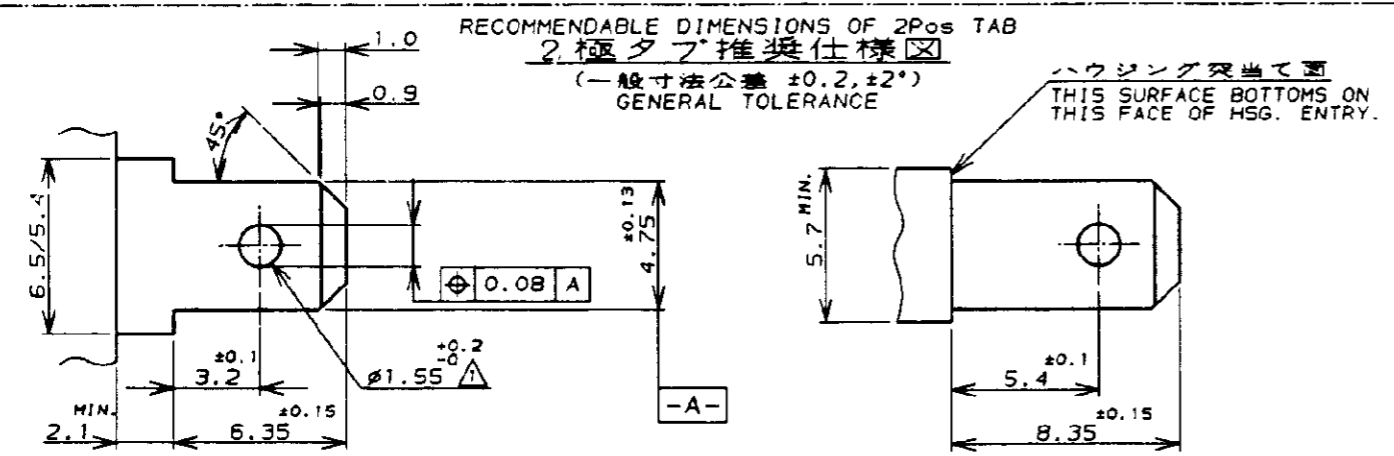 RECOMMENDABLE DIMENSIONS OF 2Pos TAB
2.極タブ推奨仕様図
(一般寸法公差 ±0.2,±2°)
GENERAL TOLERANCE
1.0
0.9
45°
6.5/5.4
⌖ 0.08 A
4.75 ±0.13
ø1.55 +0.2 -0 1
3.2 ±0.1
MIN.
2.1
6.35 ±0.15
-A-
ハウジング突当て面
THIS SURFACE BOTTOMS ON
THIS FACE OF HSG. ENTRY.
5.7 MIN.
5.4 ±0.1
8.35 ±0.15